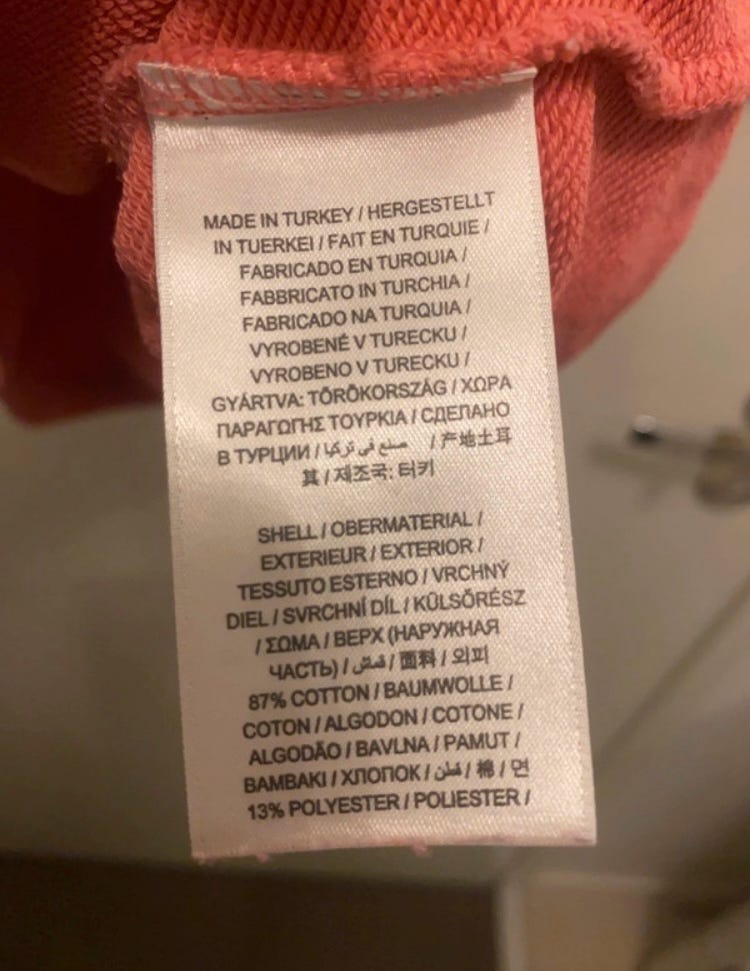 MADE IN TURKEY / HERGESTELLT
IN TUERKEI / FAIT EN TURQUIE /
FABRICADO EN TURQUIA /
FABBRICATO IN TURCHIA /
FABRICADO NA TURQUIA /
VYROBENÉ V TURECKU /
VYROBENO V TURECKU /
GYÁRTVA: TÖRÖKORSZÁG / ΧΩΡΑ
ΠΑΡΑΓΩΓΗΣ ΤΟΥΡΚΙΑ / СДЕЛАНО
В ТУРЦИИ / صنع في تركيا / 产地土耳
其 / 제조국: 터키
SHELL / OBERMATERIAL /
EXTERIEUR / EXTERIOR /
TESSUTO ESTERNO / VRCHNÝ
DIEL / SVRCHNÍ DÍL / KÜLSŐRÉSZ
/ ΣΩΜΑ / ВЕРХ (НАРУЖНАЯ
ЧАСТЬ) / قماش / 面料 / 외피
87% COTTON / BAUMWOLLE /
COTON / ALGODON / COTONE /
ALGODÃO / BAVLNA / PAMUT /
ΒΑΜΒΑΚΙ / ХЛОПОК / قطن / 棉 / 면
13% POLYESTER / POLIESTER /